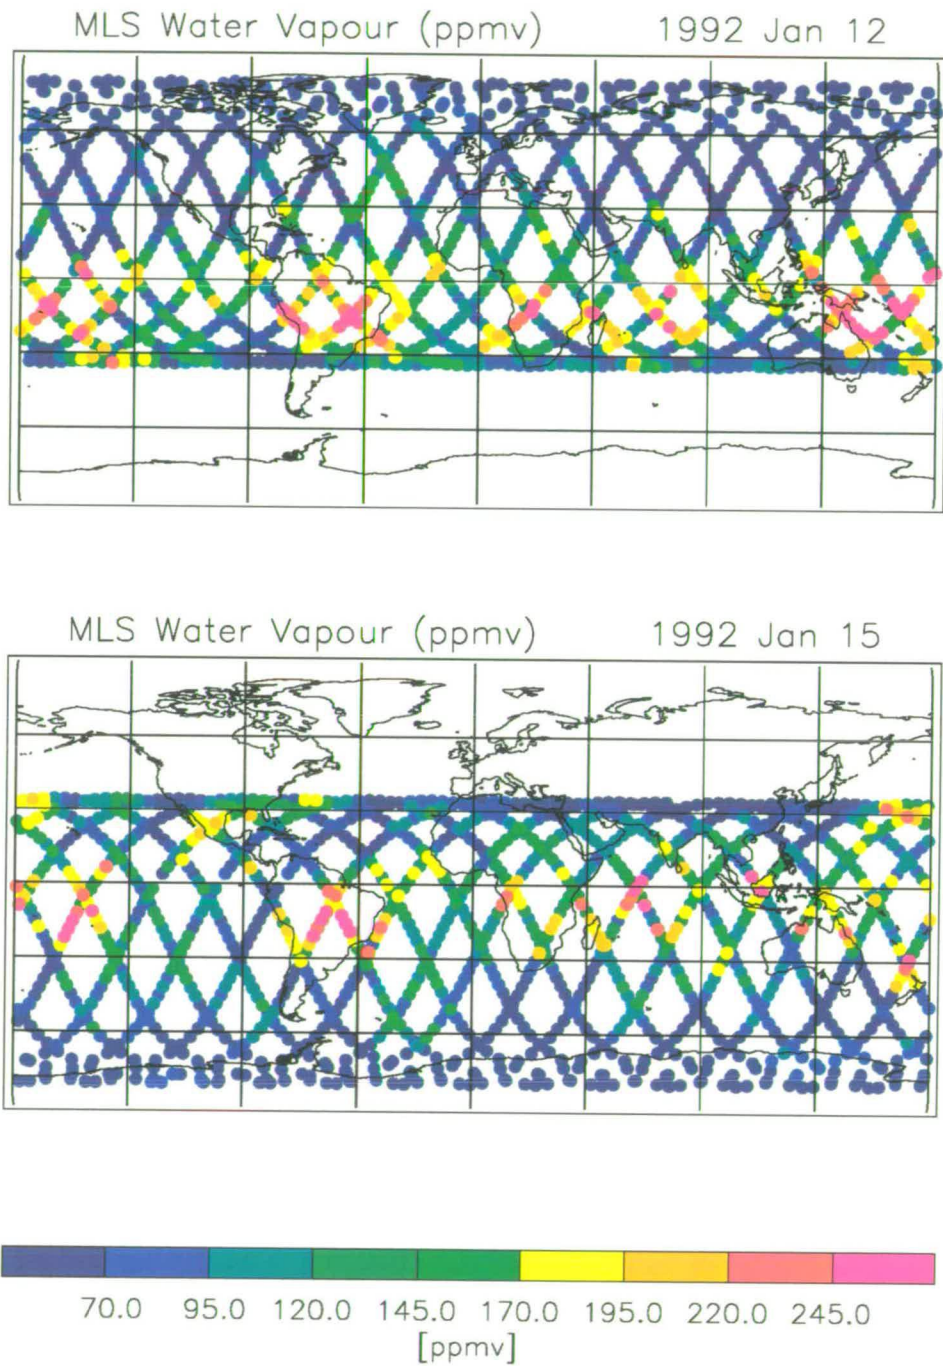 MLS Water Vapour (ppmv) 1992 Jan 12
MLS Water Vapour (ppmv) 1992 Jan 15
70.0 95.0 120.0 145.0 170.0 195.0 220.0 245.0
[ppmv]